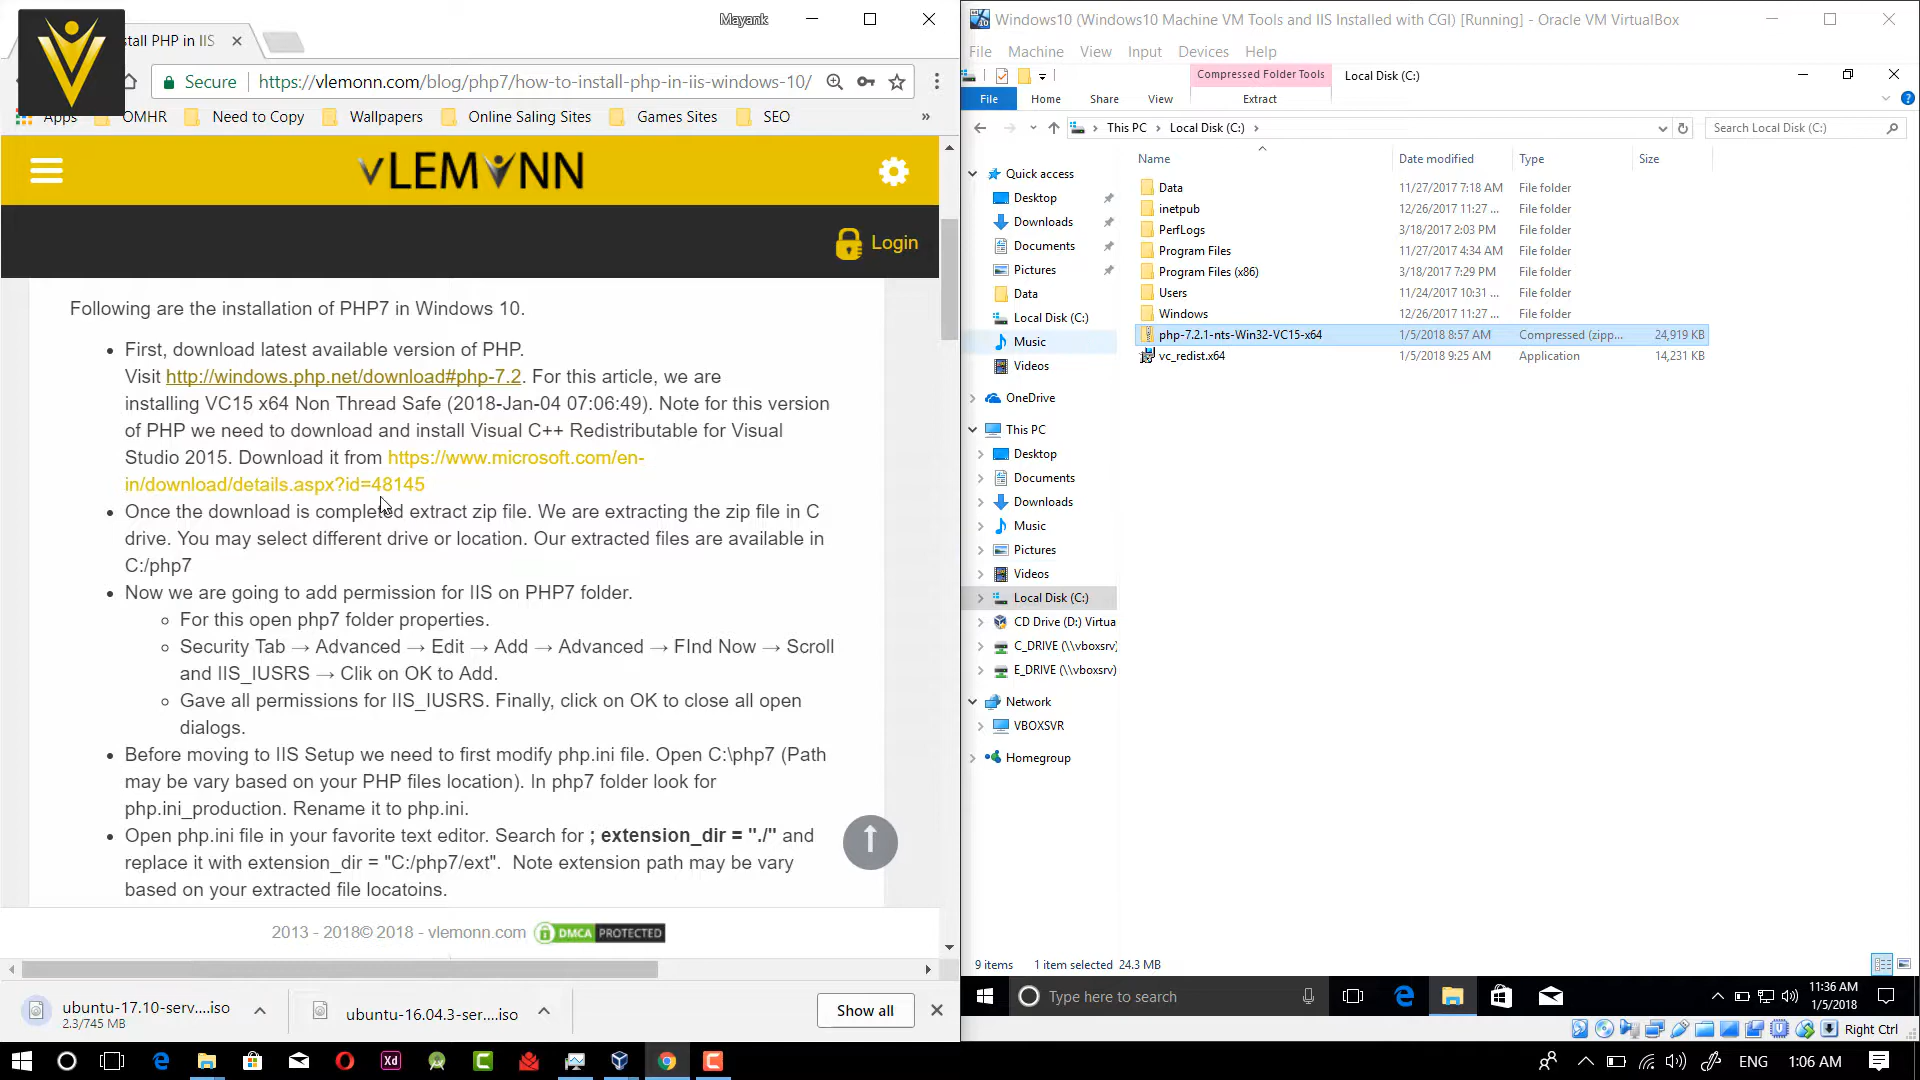 stall PHP in IIS
Mayank
Secure
https://vlemonn.com/blog/php7/how-to-install-php-in-iis-windows-10/
Apps
OMHR
Need to Copy
Wallpapers
Online Saling Sites
Games Sites
SEO
»
vLEMONN
Login
Following are the installation of PHP7 in Windows 10.
• First, download latest available version of PHP.
Visit http://windows.php.net/download#php-7.2. For this article, we are
installing VC15 x64 Non Thread Safe (2018-Jan-04 07:06:49). Note for this version
of PHP we need to download and install Visual C++ Redistributable for Visual
Studio 2015. Download it from https://www.microsoft.com/en-
in/download/details.aspx?id=48145
• Once the download is completed extract zip file. We are extracting the zip file in C
drive. You may select different drive or location. Our extracted files are available in
C:/php7
• Now we are going to add permission for IIS on PHP7 folder.
For this open php7 folder properties.
Security Tab → Advanced → Edit → Add → Advanced → FInd Now → Scroll
and IIS_IUSRS → Clik on OK to Add.
Gave all permissions for IIS_IUSRS. Finally, click on OK to close all open
dialogs.
• Before moving to IIS Setup we need to first modify php.ini file. Open C:\php7 (Path
may be vary based on your PHP files location). In php7 folder look for
php.ini_production. Rename it to php.ini.
• Open php.ini file in your favorite text editor. Search for ; extension_dir = "./" and
replace it with extension_dir = "C:/php7/ext". Note extension path may be vary
based on your extracted file locatoins.
2013 - 2018© 2018 - vlemonn.com
DMCA PROTECTED
ubuntu-17.10-serv....iso
2.3/745 MB
ubuntu-16.04.3-ser....iso
Show all
Windows10 (Windows10 Machine VM Tools and IIS Installed with CGI) [Running] - Oracle VM VirtualBox
File Machine View Input Devices Help
Compressed Folder Tools
Local Disk (C:)
File Home Share View Extract
This PC > Local Disk (C:) >
Search Local Disk (C:)
Name Date modified Type Size
Data 11/27/2017 7:18 AM File folder
inetpub 12/26/2017 11:27 ... File folder
PerfLogs 3/18/2017 2:03 PM File folder
Program Files 11/27/2017 4:34 AM File folder
Program Files (x86) 3/18/2017 7:29 PM File folder
Users 11/24/2017 10:31 ... File folder
Windows 12/26/2017 11:27 ... File folder
php-7.2.1-nts-Win32-VC15-x64 1/5/2018 8:57 AM Compressed (zipp... 24,919 KB
vc_redist.x64 1/5/2018 9:25 AM Application 14,231 KB
Quick access
Desktop
Downloads
Documents
Pictures
Data
Local Disk (C:)
Music
Videos
OneDrive
This PC
Desktop
Documents
Downloads
Music
Pictures
Videos
Local Disk (C:)
CD Drive (D:) Virtua
C_DRIVE (\\vboxsrv)
E_DRIVE (\\vboxsrv)
Network
VBOXSVR
Homegroup
9 items 1 item selected 24.3 MB
Type here to search
11:36 AM
1/5/2018
Right Ctrl
Xd
ENG
1:06 AM